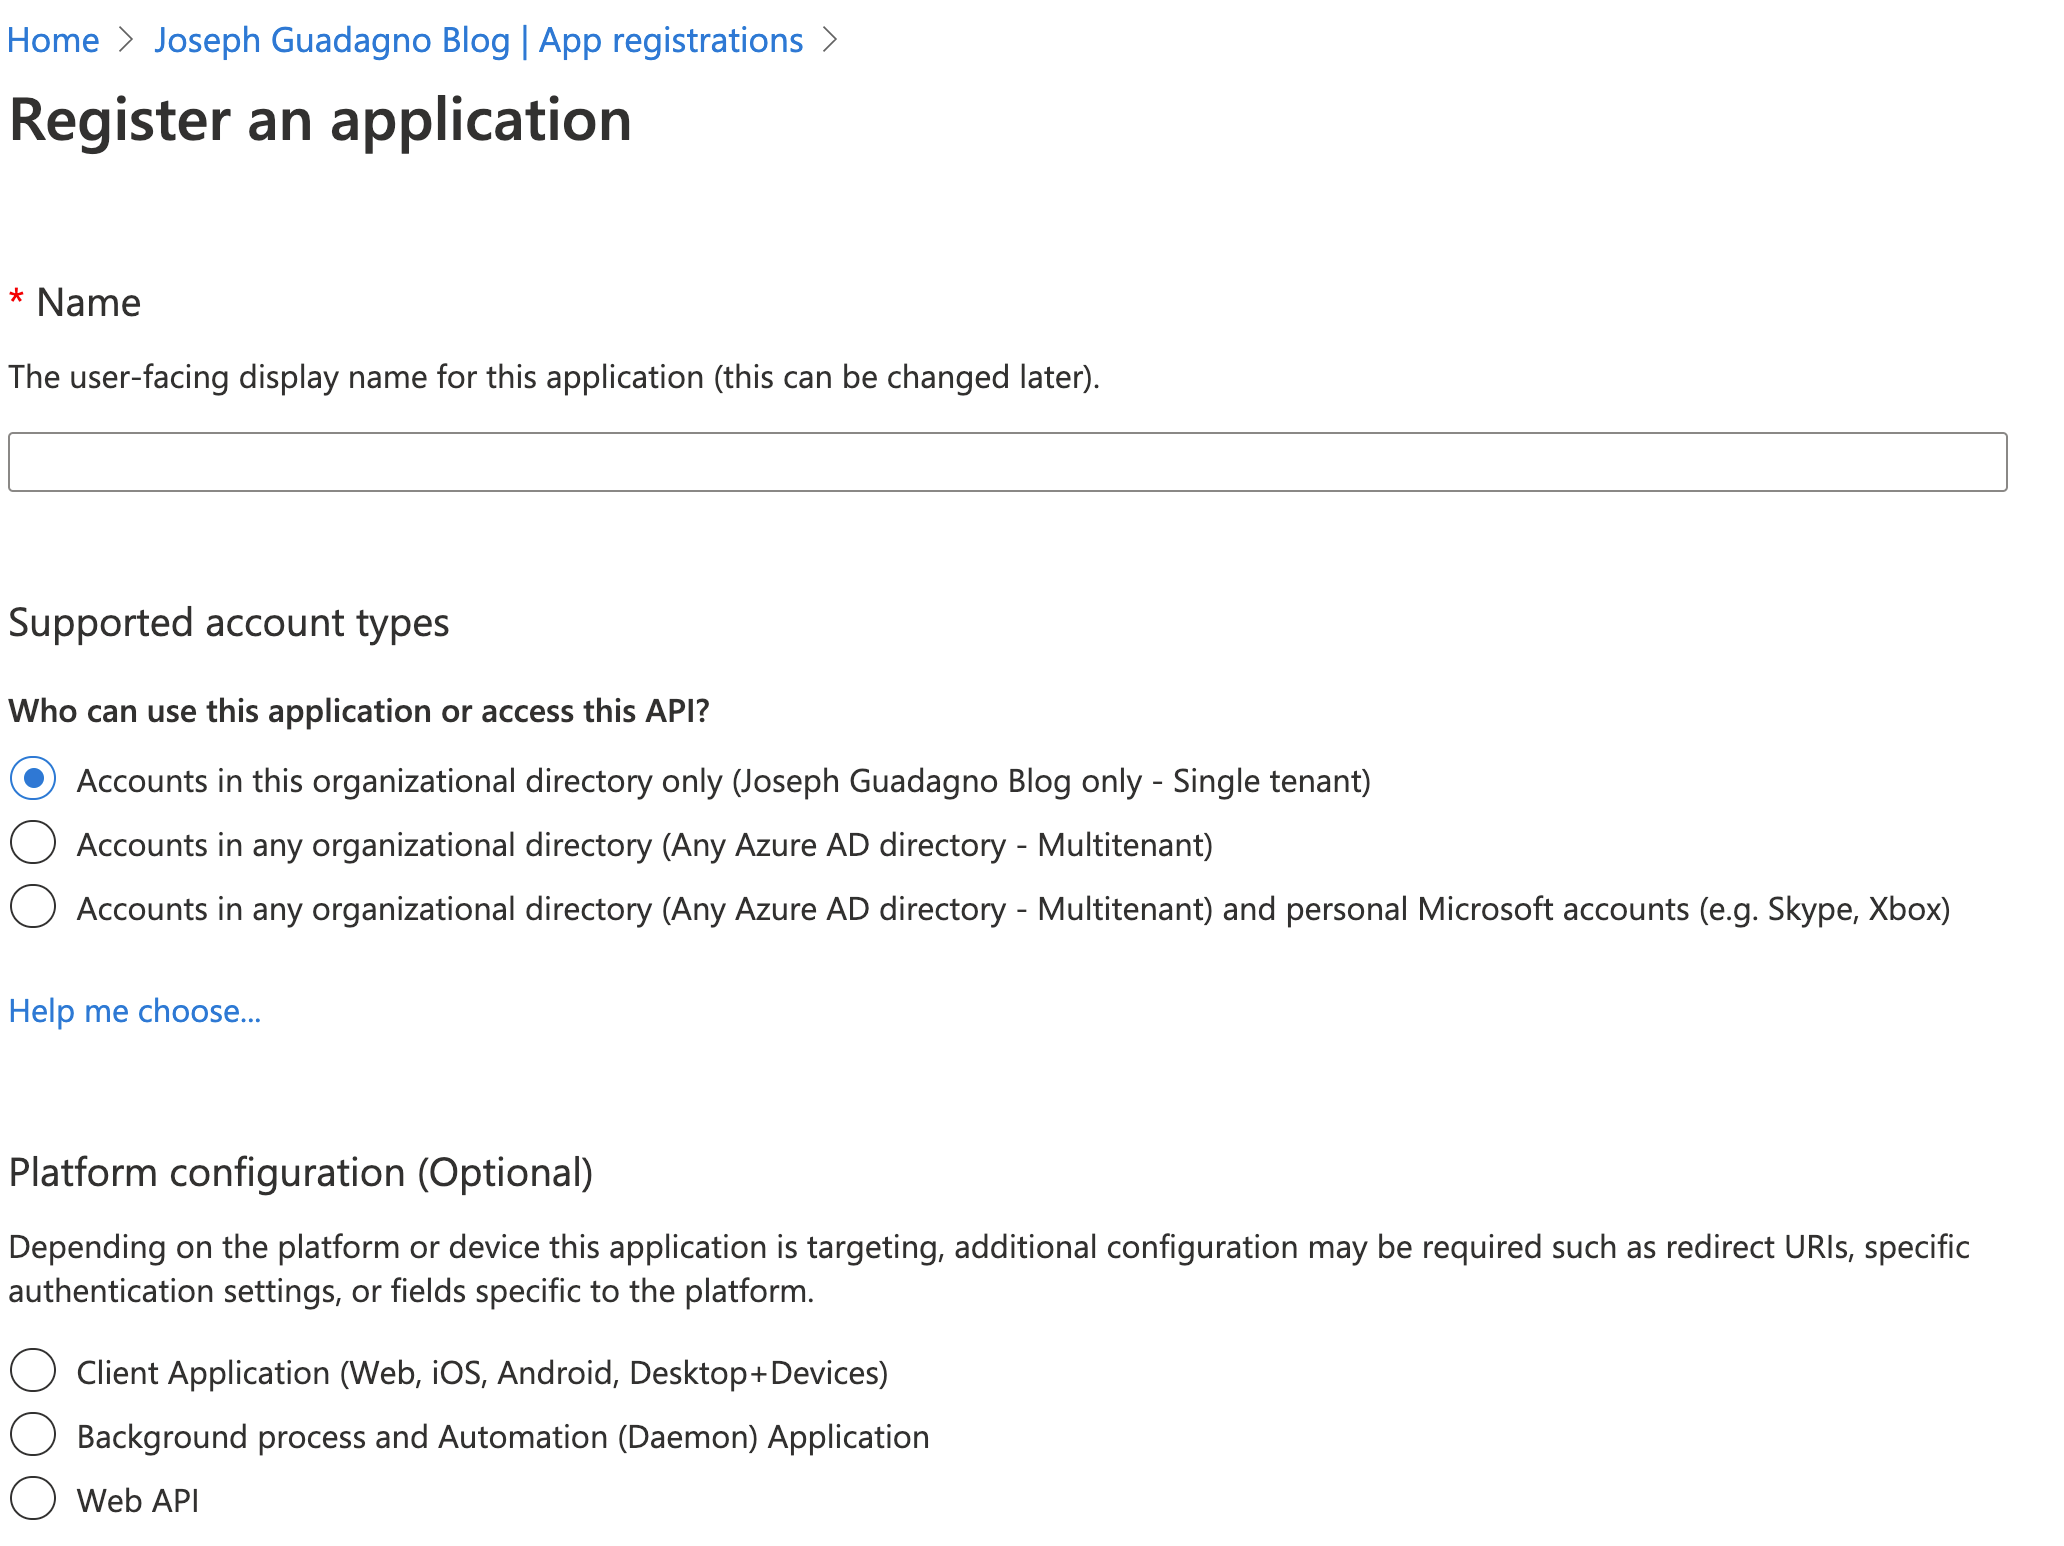 Home > Joseph Guadagno Blog | App registrations >
Register an application
* Name
The user-facing display name for this application (this can be changed later).
Supported account types
Who can use this application or access this API?
Accounts in this organizational directory only (Joseph Guadagno Blog only - Single tenant)
Accounts in any organizational directory (Any Azure AD directory - Multitenant)
Accounts in any organizational directory (Any Azure AD directory - Multitenant) and personal Microsoft accounts (e.g. Skype, Xbox)
Help me choose...
Platform configuration (Optional)
Depending on the platform or device this application is targeting, additional configuration may be required such as redirect URIs, specific
authentication settings, or fields specific to the platform.
Client Application (Web, iOS, Android, Desktop+Devices)
Background process and Automation (Daemon) Application
Web API